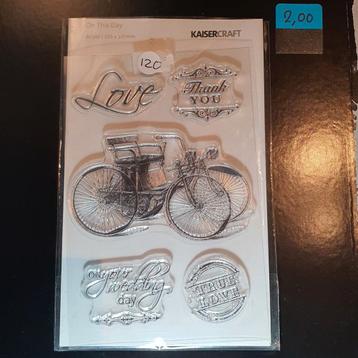 On This Day
KAISERCRAFT
2,00
120
Love
Thank
YOU
on your
wedding
day
TRUE
LOVE